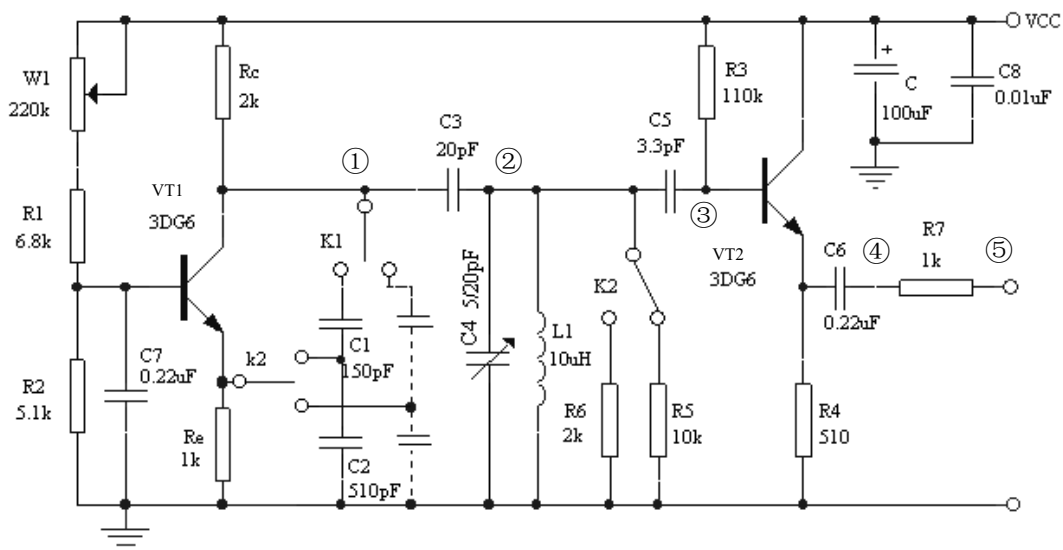 VCC
W1
220k
Rc
2k
R3
110k
+
C
100uF
C8
0.01uF
C3
20pF
C5
3.3pF
①
②
③
R1
6.8k
VT1
3DG6
K1
VT2
3DG6
C6
0.22uF
④
R7
1k
⑤
C7
0.22uF
k2
C1
150pF
C4 5/20pF
L1
10uH
K2
R2
5.1k
Re
1k
C2
510pF
R6
2k
R5
10k
R4
510